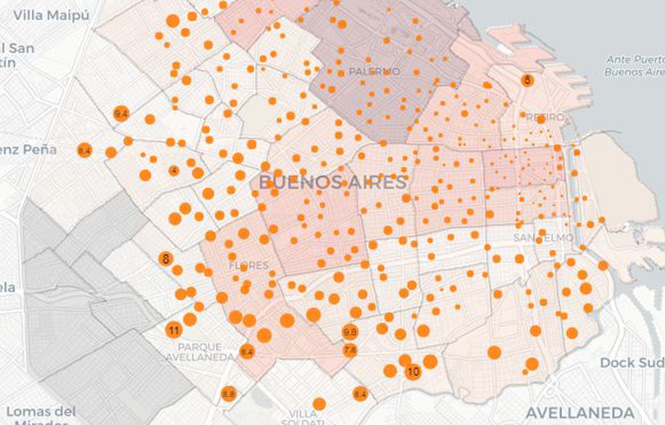 Villa Maipú
l San
tín
PALERMO
Ante Puerto
Buenos Aires
6
9,4
RETIRO
enz Peña
8,4
4
BUENOS AIRES
SAN TELMO
8
FLORES
ela
11
9,8
PARQUE
AVELLANEDA
8,4
7,8
10
Dock Sud
8,8
8,4
Lomas del
Mirador
VILLA
SOLDATI
AVELLANEDA